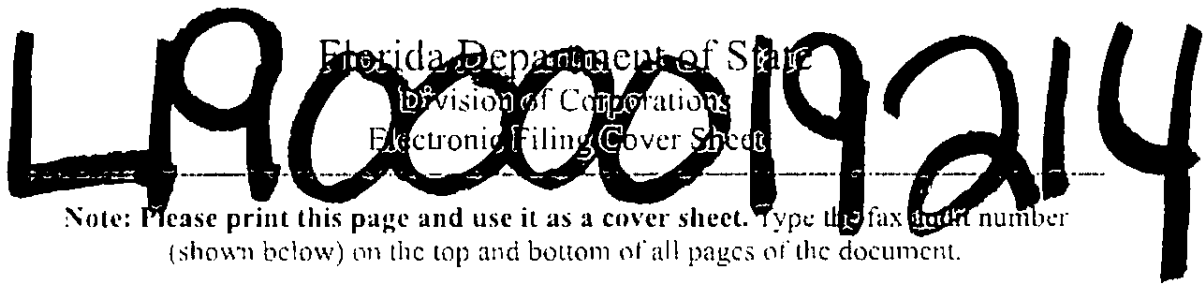 L19000019214
Florida Department of State
Division of Corporations
Electronic Filing Cover Sheet
Note: Please print this page and use it as a cover sheet. Type the fax audit number
(shown below) on the top and bottom of all pages of the document.